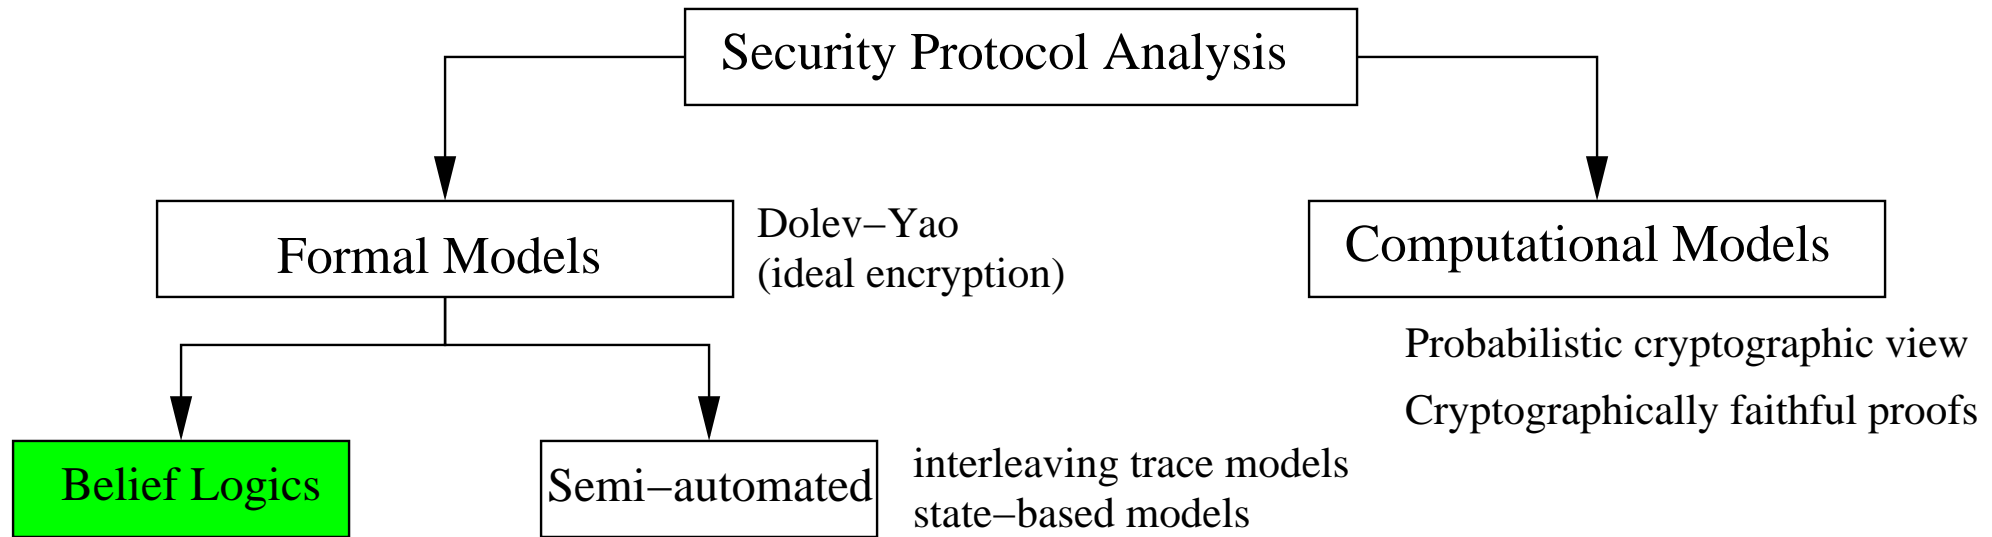 Security Protocol Analysis
Formal Models
Dolev–Yao
(ideal encryption)
Computational Models
Probabilistic cryptographic view
Cryptographically faithful proofs
Belief Logics
Semi–automated
interleaving trace models
state–based models